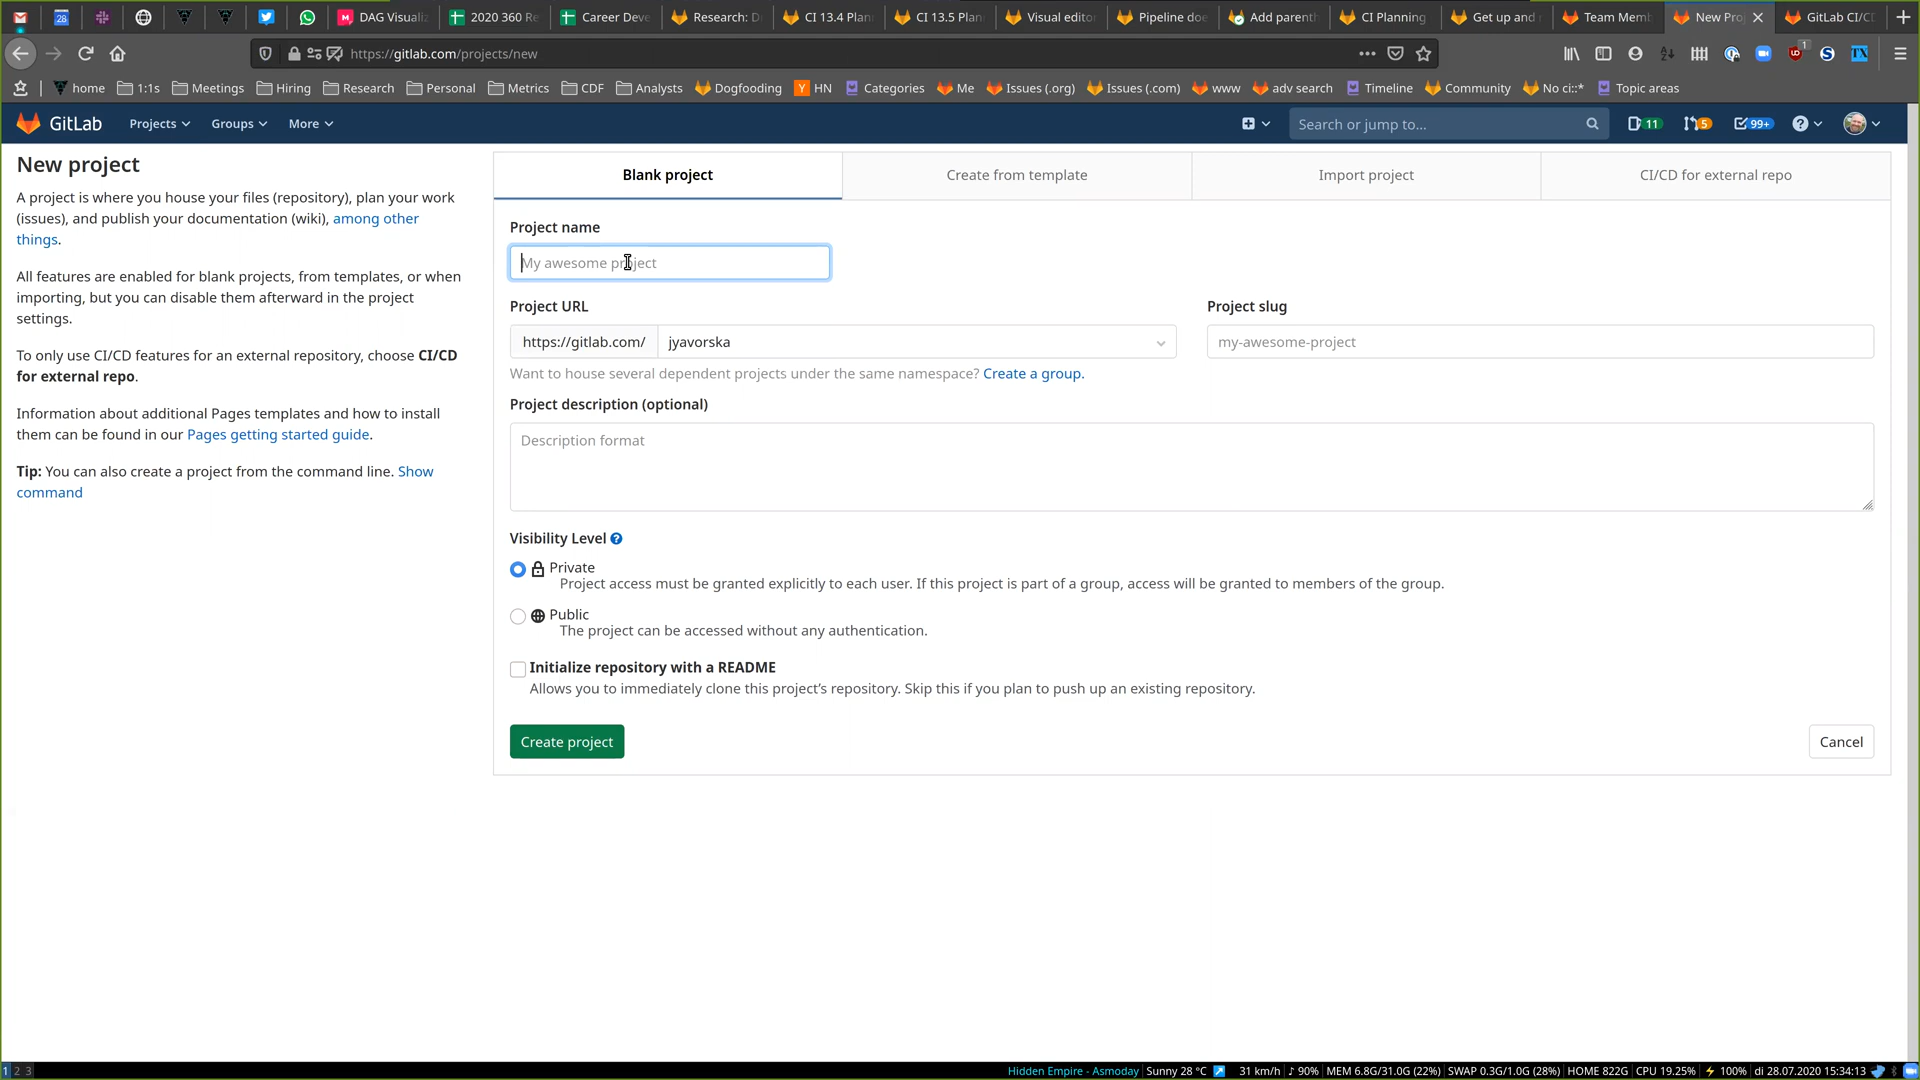 DAG Visualiz
2020 360 Re
Career Deve
Research: D
CI 13.4 Plan
CI 13.5 Plan
Visual edito
Pipeline doe
Add parenth
CI Planning
Get up and r
Team Memb
New Proj
GitLab CI/CD
https://gitlab.com/projects/new
home
1:1s
Meetings
Hiring
Research
Personal
Metrics
CDF
Analysts
Dogfooding
HN
Categories
Me
Issues (.org)
Issues (.com)
www
adv search
Timeline
Community
No ci::*
Topic areas
GitLab
Projects
Groups
More
Search or jump to...
11
5
99+
New project
A project is where you house your files (repository), plan your work
(issues), and publish your documentation (wiki), among other
things.
All features are enabled for blank projects, from templates, or when
importing, but you can disable them afterward in the project
settings.
To only use CI/CD features for an external repository, choose CI/CD
for external repo.
Information about additional Pages templates and how to install
them can be found in our Pages getting started guide.
Tip: You can also create a project from the command line. Show
command
Blank project
Create from template
Import project
CI/CD for external repo
Project name
My awesome project
Project URL
https://gitlab.com/
jyavorska
Project slug
my-awesome-project
Want to house several dependent projects under the same namespace? Create a group.
Project description (optional)
Description format
Visibility Level
Private
Project access must be granted explicitly to each user. If this project is part of a group, access will be granted to members of the group.
Public
The project can be accessed without any authentication.
Initialize repository with a README
Allows you to immediately clone this project's repository. Skip this if you plan to push up an existing repository.
Create project
Cancel
1 2 3
Hidden Empire - Asmoday Sunny 28 °C 31 km/h 90% MEM 6.8G/31.0G (22%) SWAP 0.3G/1.0G (28%) HOME 822G CPU 19.25% 100% di 28.07.2020 15:34:13